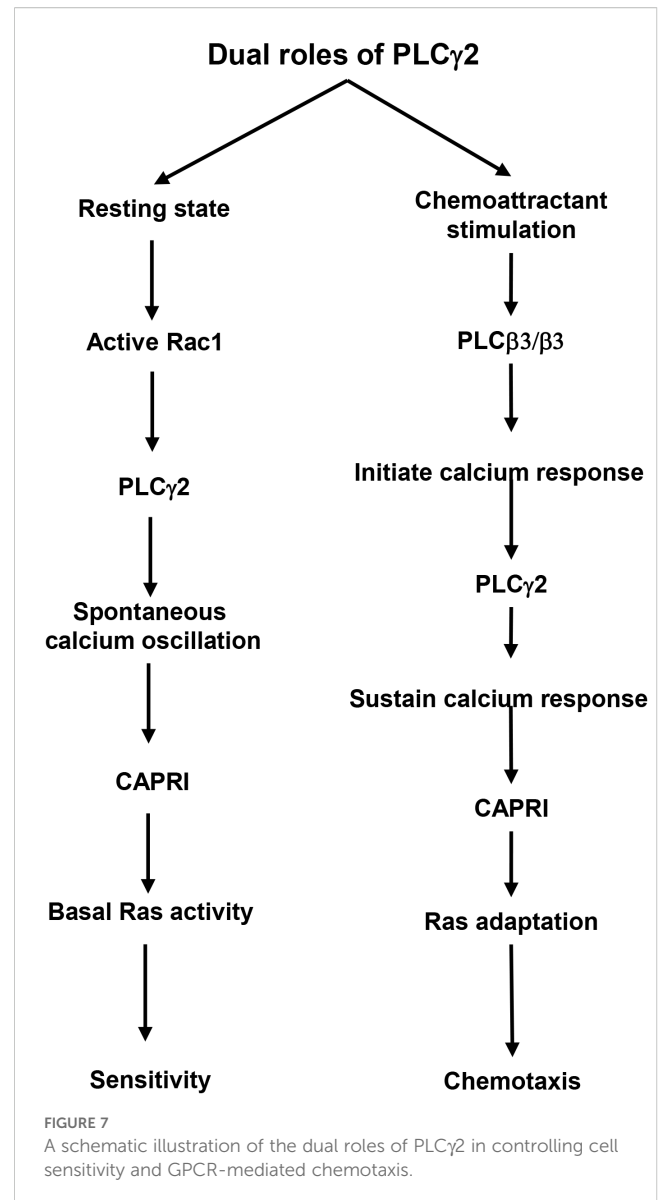 Dual roles of PLCγ2
Resting state
Active Rac1
PLCγ2
Spontaneous
calcium oscillation
CAPRI
Basal Ras activity
Sensitivity
Chemoattractant
stimulation
PLCβ3/β3
Initiate calcium response
PLCγ2
Sustain calcium response
CAPRI
Ras adaptation
Chemotaxis
FIGURE 7
A schematic illustration of the dual roles of PLCγ2 in controlling cell
sensitivity and GPCR-mediated chemotaxis.